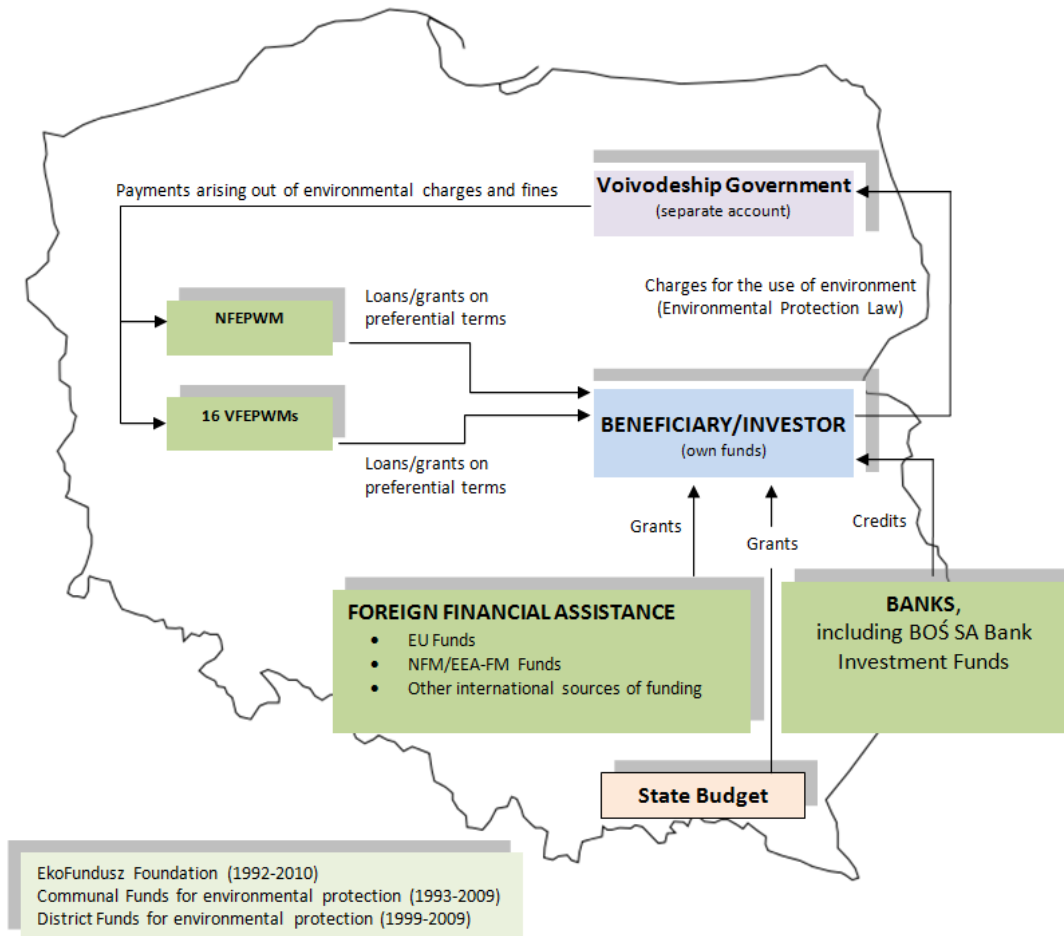 Voivodeship Government
(separate account)
Payments arising out of environmental charges and fines
Charges for the use of environment
(Environmental Protection Law)
NFEPWM
Loans/grants on
preferential terms
16 VFEPWMs
Loans/grants on
preferential terms
BENEFICIARY/INVESTOR
(own funds)
Grants
Grants
Credits
FOREIGN FINANCIAL ASSISTANCE
• EU Funds
• NFM/EEA-FM Funds
• Other international sources of funding
BANKS,
including BOŚ SA Bank
Investment Funds
State Budget
EkoFundusz Foundation (1992-2010)
Communal Funds for environmental protection (1993-2009)
District Funds for environmental protection (1999-2009)